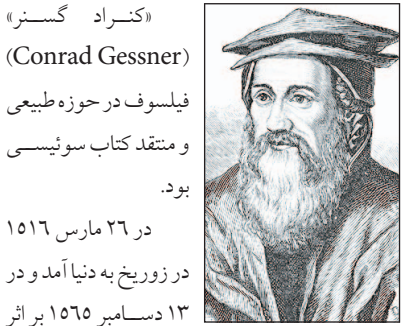 «کنراد گسنر»
(Conrad Gessner)
فیلسوف در حوزه طبیعی
و منتقد کتاب سوئیسی
بود.
در ۲۶ مارس ۱۵۱۶
در زوریخ به دنیا آمد و در
۱۳ دسامبر ۱۵۶۵ بر اثر